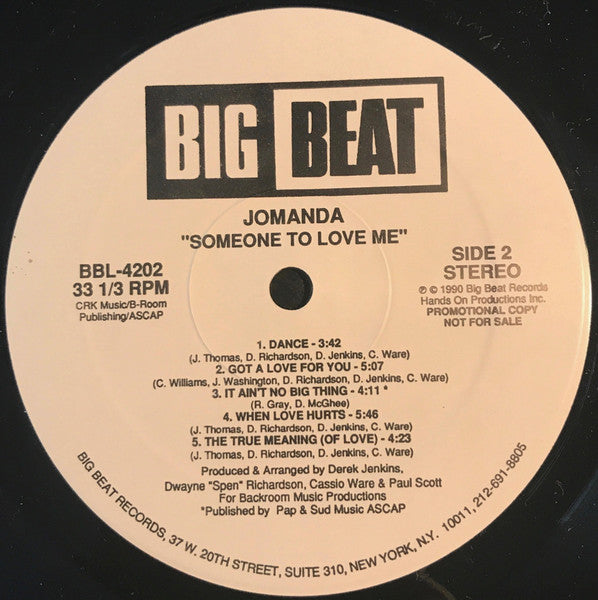 BIG BEAT
JOMANDA
"SOMEONE TO LOVE ME"
BBL-4202
33 1/3 RPM
CRK Music/B-Room
Publishing/ASCAP
SIDE 2
STEREO
℗ © 1990 Big Beat Records
Hands On Productions Inc.
PROMOTIONAL COPY
NOT FOR SALE
1. DANCE - 3:42
(J. Thomas, D. Richardson, D. Jenkins, C. Ware)
2. GOT A LOVE FOR YOU - 5:07
(C. Williams, J. Washington, D. Richardson, D. Jenkins, C. Ware)
3. IT AIN'T NO BIG THING - 4:11 *
(R. Gray, D. McGhee)
4. WHEN LOVE HURTS - 5:46
(J. Thomas, D. Richardson, D. Jenkins, C. Ware)
5. THE TRUE MEANING (OF LOVE) - 4:23
(J. Thomas, D. Richardson, D. Jenkins, C. Ware)
Produced & Arranged by Derek Jenkins,
Dwayne "Spen" Richardson, Cassio Ware & Paul Scott
For Backroom Music Productions
*Published by Pap & Sud Music ASCAP
BIG BEAT RECORDS, 37 W. 20TH STREET, SUITE 310, NEW YORK, N.Y. 10011, 212-691-8805